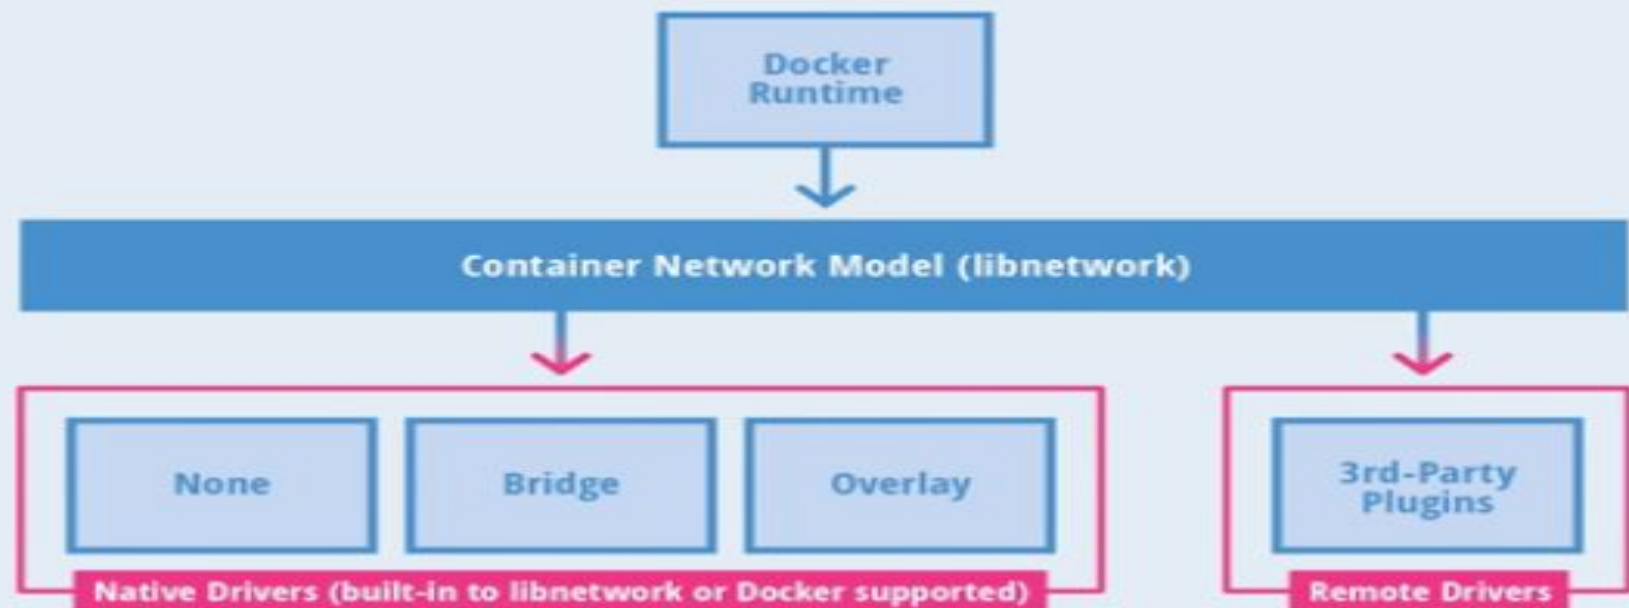 Docker
Runtime
Container Network Model (libnetwork)
None
Bridge
Overlay
3rd-Party
Plugins
Native Drivers (built-in to libnetwork or Docker supported)
Remote Drivers